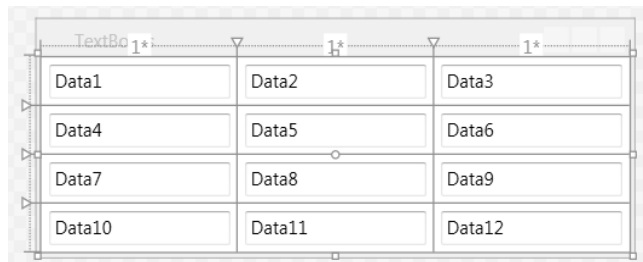 1* 1* 1*
Data1 Data2 Data3
Data4 Data5 Data6
Data7 Data8 Data9
Data10 Data11 Data12